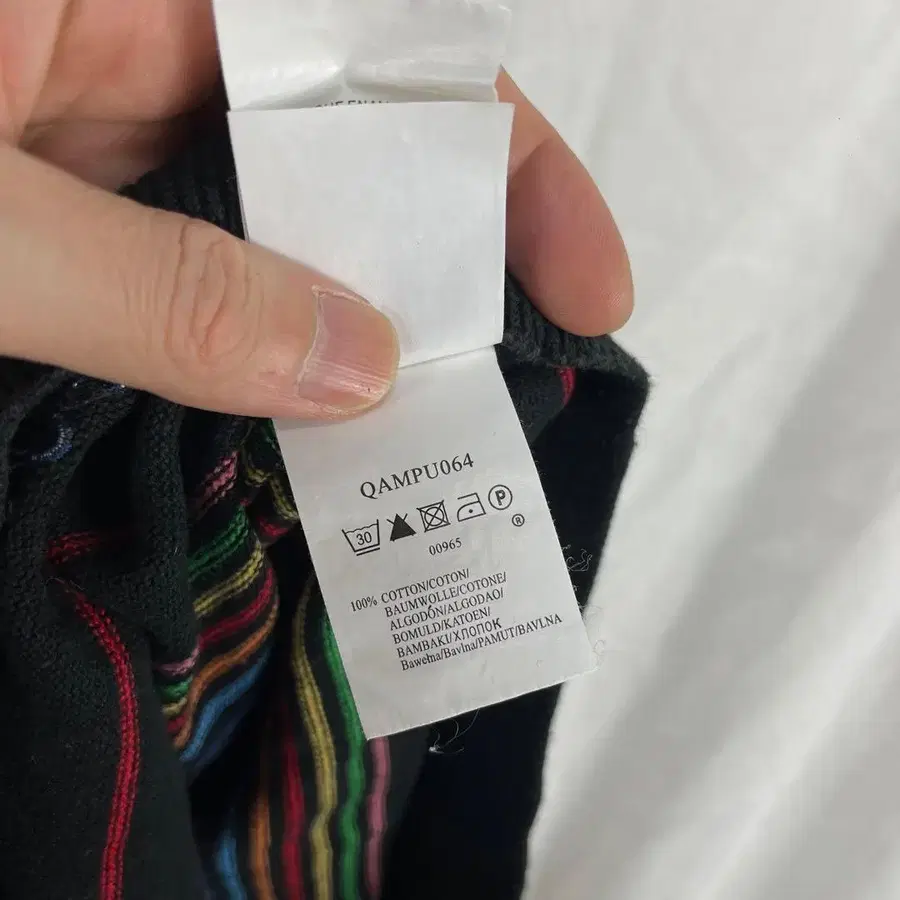 QAMPU064
30 P
®
00965
100% COTTON/COTON/
BAUMWOLLE/COTONE/
ALGODÓN/ALGODAO/
BOMULD/KATOEN/
BAMBAKI/ХЛОПОК
Bawełna/Bavlna/PAMUT/BAVLNA